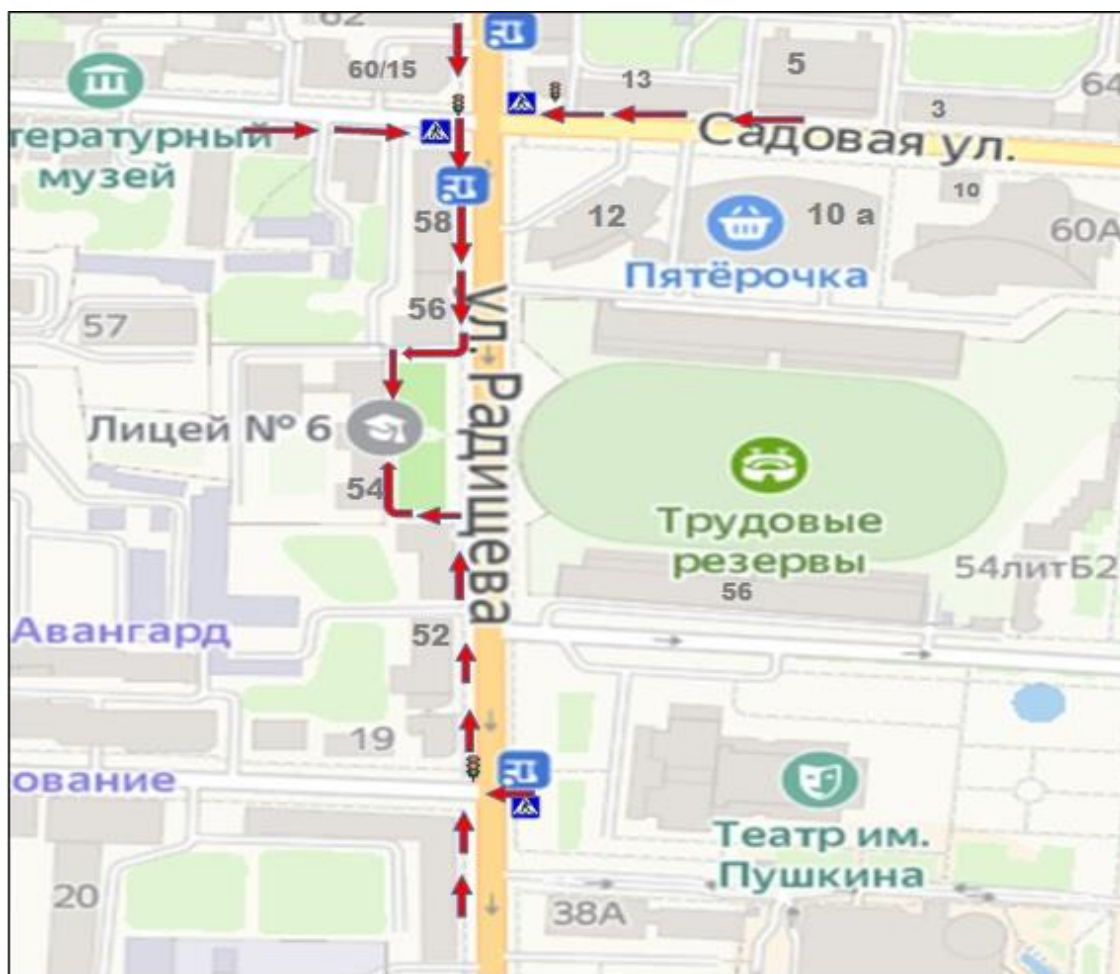 62
60/15
13
5
64
3
тературный
музей
Садовая ул.
10
58
12
10 а
60А
Пятёрочка
57
56
ул. Радищева
Лицей № 6
54
Трудовые
резервы
54литБ2
56
Авангард
52
19
ование
Театр им.
Пушкина
20
38А